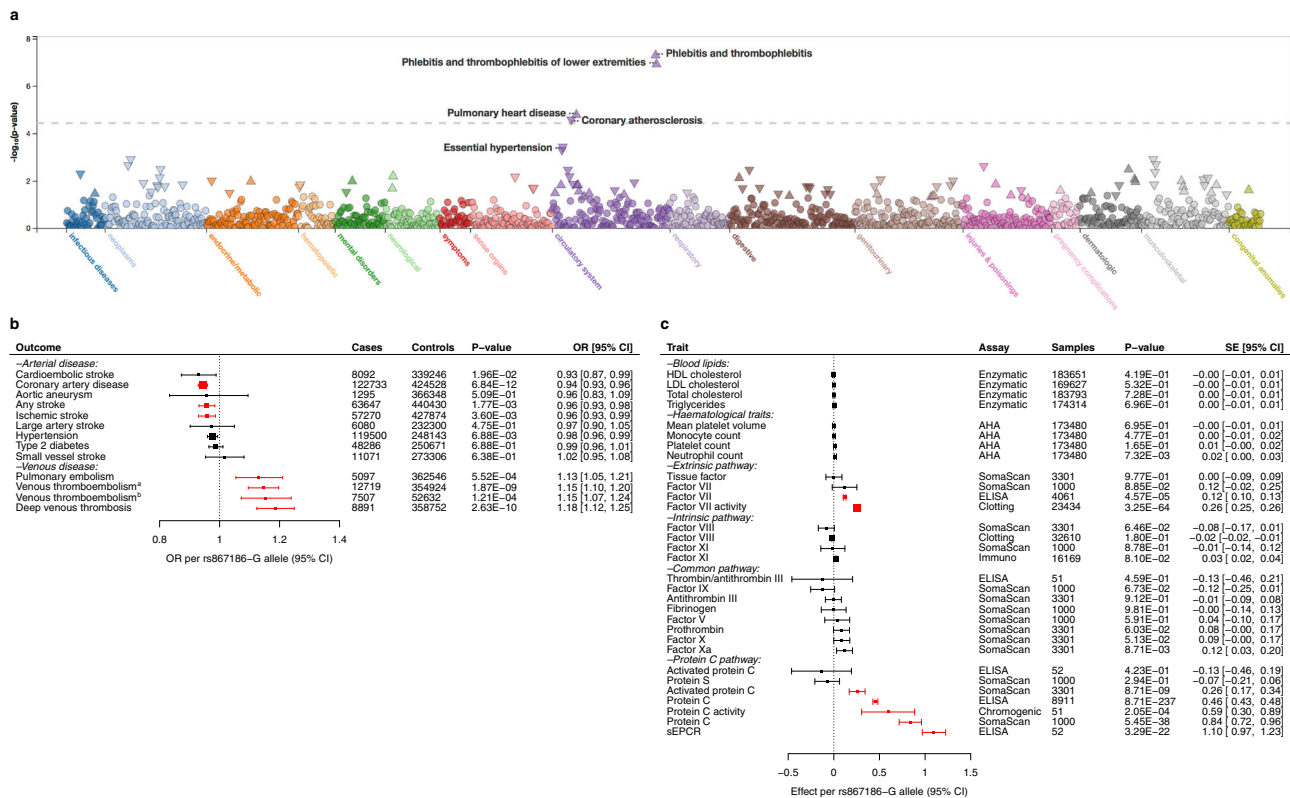 a
8
6
4
2
0
-log10(p-value)
Phlebitis and thrombophlebitis
Phlebitis and thrombophlebitis of lower extremities
Pulmonary heart disease
Coronary atherosclerosis
Essential hypertension
infectious diseases
neoplasms
endocrine/metabolic
hematopoietic
mental disorders
neurological
symptoms
sense organs
circulatory system
respiratory
digestive
genitourinary
injuries & poisonings
pregnancy complications
dermatologic
musculoskeletal
congenital anomalies
b
Outcome Cases Controls P−value OR [95% CI]
−Arterial disease:
Cardioembolic stroke 8092 339246 1.96E−02 0.93 [0.87, 0.99]
Coronary artery disease 122733 424528 6.84E−12 0.94 [0.93, 0.96]
Aortic aneurysm 1295 366348 5.09E−01 0.96 [0.83, 1.09]
Any stroke 63647 440430 1.77E−03 0.96 [0.93, 0.98]
Ischemic stroke 57270 427874 3.60E−03 0.96 [0.93, 0.99]
Large artery stroke 6080 232300 4.75E−01 0.97 [0.90, 1.05]
Hypertension 119500 248143 6.88E−03 0.98 [0.96, 0.99]
Type 2 diabetes 48286 250671 6.88E−01 0.99 [0.96, 1.01]
Small vessel stroke 11071 273306 6.38E−01 1.02 [0.95, 1.08]
−Venous disease:
Pulmonary embolism 5097 362546 5.52E−04 1.13 [1.05, 1.21]
Venous thromboembolismᵃ 12719 354924 1.87E−09 1.15 [1.10, 1.20]
Venous thromboembolismᵇ 7507 52632 1.21E−04 1.15 [1.07, 1.24]
Deep venous thrombosis 8891 358752 2.63E−10 1.18 [1.12, 1.25]
0.8 1 1.2 1.4
OR per rs867186−G allele (95% CI)
c
Trait Assay Samples P−value SE [95% CI]
−Blood lipids:
HDL cholesterol Enzymatic 183651 4.19E−01 −0.00 [−0.01, 0.01]
LDL cholesterol Enzymatic 169627 5.32E−01 −0.00 [−0.01, 0.01]
Total cholesterol Enzymatic 183793 7.28E−01 0.00 [−0.01, 0.01]
Triglycerides Enzymatic 174314 6.96E−01 0.00 [−0.01, 0.01]
−Haematological traits:
Mean platelet volume AHA 173480 6.95E−01 −0.00 [−0.01, 0.01]
Monocyte count AHA 173480 4.77E−01 0.00 [−0.01, 0.02]
Platelet count AHA 173480 1.65E−01 0.01 [−0.00, 0.02]
Neutrophil count AHA 173480 7.32E−03 0.02 [ 0.00, 0.03]
−Extrinsic pathway:
Tissue factor SomaScan 3301 9.77E−01 0.00 [−0.09, 0.09]
Factor VII SomaScan 1000 8.85E−02 0.12 [−0.02, 0.25]
Factor VII ELISA 4061 4.57E−05 0.12 [ 0.10, 0.13]
Factor VII activity Clotting 23434 3.25E−64 0.26 [ 0.25, 0.26]
−Intrinsic pathway:
Factor VIII SomaScan 3301 6.46E−02 −0.08 [−0.17, 0.01]
Factor VIII Clotting 32610 1.80E−01 −0.02 [−0.02, −0.01]
Factor XI SomaScan 1000 8.78E−01 −0.01 [−0.14, 0.12]
Factor XI Immuno 16169 8.10E−02 0.03 [ 0.02, 0.04]
−Common pathway:
Thrombin/antithrombin III ELISA 51 4.59E−01 −0.13 [−0.46, 0.21]
Factor IX SomaScan 1000 6.73E−02 −0.12 [−0.25, 0.01]
Antithrombin III SomaScan 3301 9.12E−01 −0.01 [−0.09, 0.08]
Fibrinogen SomaScan 1000 9.81E−01 −0.00 [−0.14, 0.13]
Factor V SomaScan 1000 5.91E−01 0.04 [−0.10, 0.17]
Prothrombin SomaScan 3301 6.03E−02 0.08 [−0.00, 0.17]
Factor X SomaScan 3301 5.13E−02 0.09 [−0.00, 0.17]
Factor Xa SomaScan 3301 8.71E−03 0.12 [ 0.03, 0.20]
−Protein C pathway:
Activated protein C ELISA 52 4.23E−01 −0.13 [−0.46, 0.19]
Protein S SomaScan 1000 2.94E−01 −0.07 [−0.21, 0.06]
Activated protein C SomaScan 3301 8.71E−09 0.26 [ 0.17, 0.34]
Protein C ELISA 8911 8.71E−237 0.46 [ 0.43, 0.48]
Protein C activity Chromogenic 51 2.05E−04 0.59 [ 0.30, 0.89]
Protein C SomaScan 1000 5.45E−38 0.84 [ 0.72, 0.96]
sEPCR ELISA 52 3.29E−22 1.10 [ 0.97, 1.23]
−0.5 0 0.5 1 1.5
Effect per rs867186−G allele (95% CI)